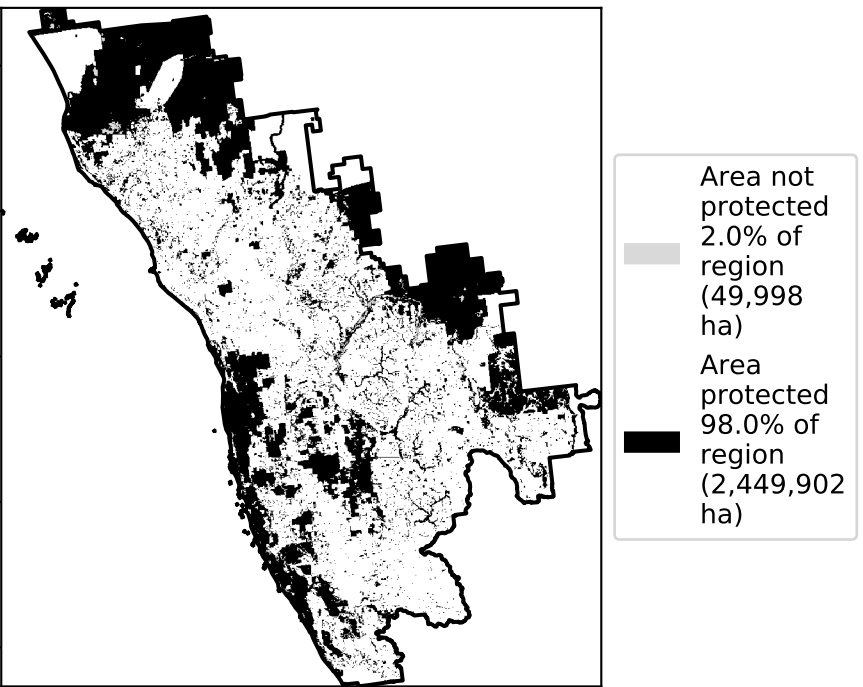 Area not
protected
2.0% of
region
(49,998
ha)
Area
protected
98.0% of
region
(2,449,902
ha)